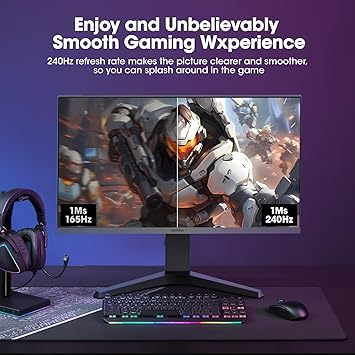 Enjoy and Unbelievably
Smooth Gaming Wxperience
240Hz refresh rate makes the picture clearer and smoother,
so you can splash around in the game
1Ms
165Hz
1Ms
240Hz